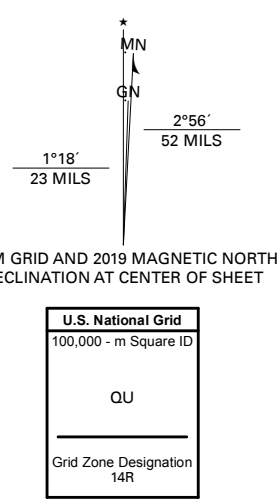 ★
MN
GN
2°56´
52 MILS
1°18´
23 MILS
M GRID AND 2019 MAGNETIC NORTH
ECLINATION AT CENTER OF SHEET
U.S. National Grid
100,000 - m Square ID
QU
Grid Zone Designation
14R